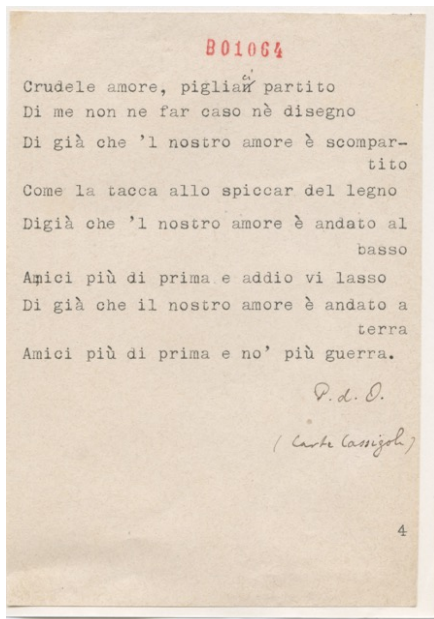 B01064
Crudele amore, pigliaci partito
Di me non ne far caso nè disegno
Di già che 'l nostro amore è scompar-
tito
Come la tacca allo spiccar del legno
Digià che 'l nostro amore è andato al
basso
Amici più di prima e addio vi lasso
Di già che il nostro amore è andato a
terra
Amici più di prima e no' più guerra.
P. d. O.
(Carte Cassigoli)
4